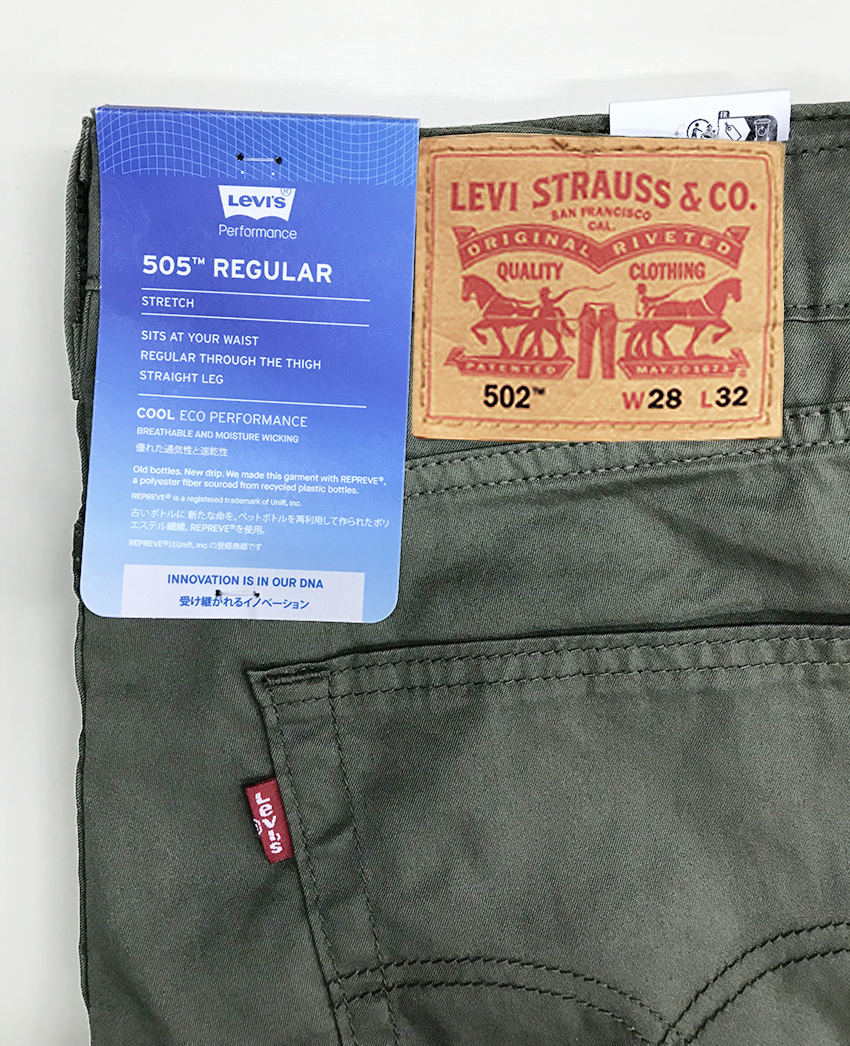 LEVI'S®
Performance
505™ REGULAR
STRETCH
SITS AT YOUR WAIST
REGULAR THROUGH THE THIGH
STRAIGHT LEG
COOL ECO PERFORMANCE
BREATHABLE AND MOISTURE WICKING
優れた通気性と速乾性
Old bottles. New drip. We made this garment with REPREVE®,
a polyester fiber sourced from recycled plastic bottles.
REPREVE® is a registered trademark of Unifi, Inc.
古いボトルに 新たな命を。ペットボトルを再利用して作られたポリ
エステル繊維、REPREVE®を使用。
REPREVE®はUnifi, Inc.の登録商標です
INNOVATION IS IN OUR DNA
受け継がれるイノベーション
LEVI STRAUSS & CO.
SAN FRANCISCO
CAL.
ORIGINAL RIVETED
QUALITY CLOTHING
PATENTED MAY 20 1873
502™ W28 L32
Levi's